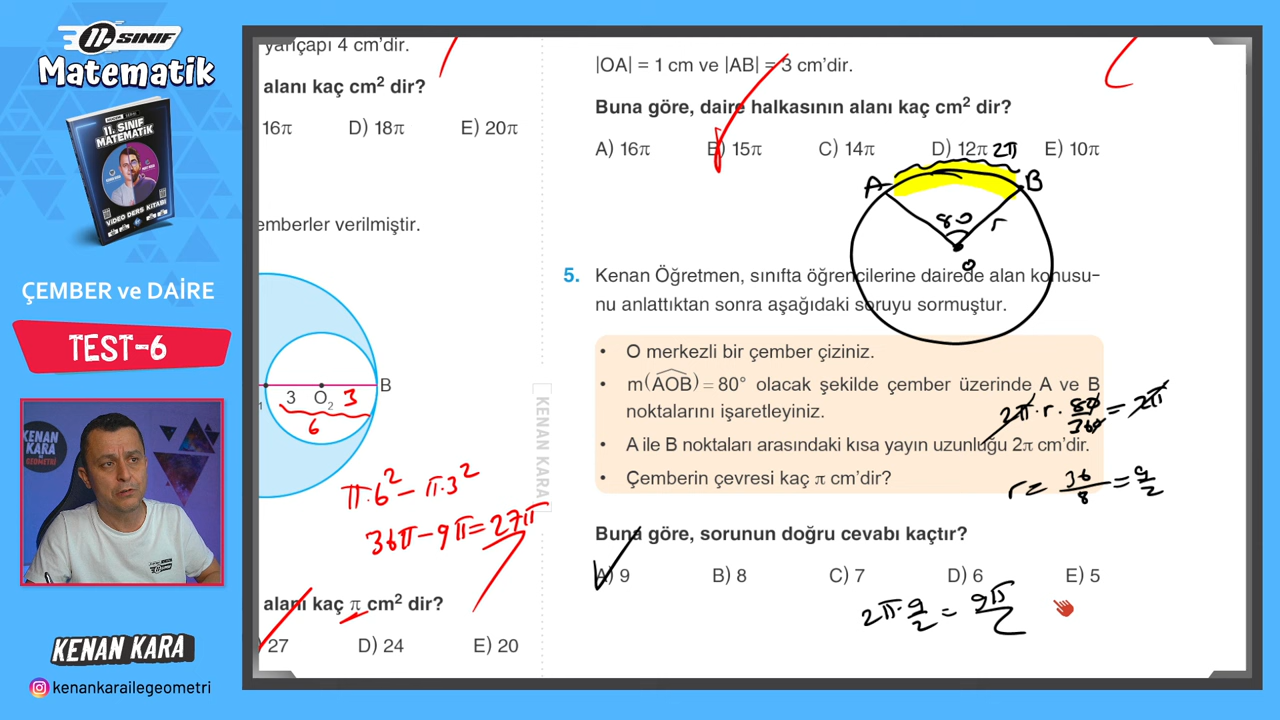 11. SINIF
Matematik
11. SINIF
MATEMATİK
VİDEO DERS KİTABI
ÇEMBER ve DAİRE
TEST-6
KENAN
KARA
GEOMETRİ
KENAN KARA
kenankarailegeometri
yarıçapı 4 cm'dir.
alanı kaç cm² dir?
16π D) 18π E) 20π
emberler verilmiştir.
3 O₂ 3 B
6
π.6² − π.3²
36π − 9π = 27π
alanı kaç π cm² dir?
27 D) 24 E) 20
KENAN KARA
|OA| = 1 cm ve |AB| = 3 cm'dir.
Buna göre, daire halkasının alanı kaç cm² dir?
A) 16π B) 15π C) 14π D) 12π E) 10π
2π
A B
80 r
O
5. Kenan Öğretmen, sınıfta öğrencilerine dairede alan konusu-
nu anlattıktan sonra aşağıdaki soruyu sormuştur.
• O merkezli bir çember çiziniz.
• m(AOB) = 80° olacak şekilde çember üzerinde A ve B
noktalarını işaretleyiniz.
• A ile B noktaları arasındaki kısa yayın uzunluğu 2π cm'dir.
• Çemberin çevresi kaç π cm'dir?
2π.r.80/360 = 2π
r = 36/8 = 9/2
Buna göre, sorunun doğru cevabı kaçtır?
A) 9 B) 8 C) 7 D) 6 E) 5
2π.9/2 = 9π